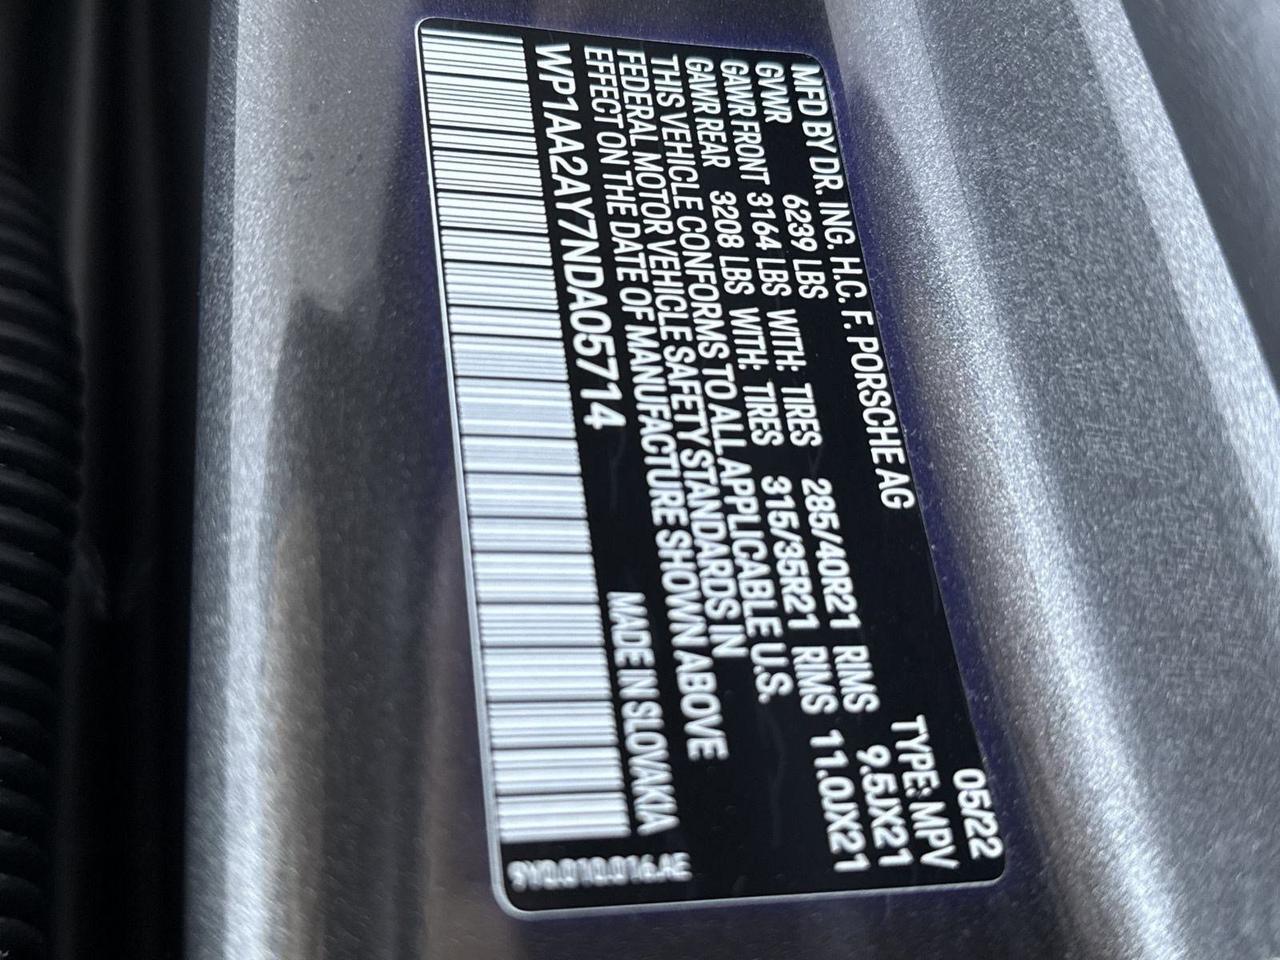 MFD BY DR. ING. H.C. F. PORSCHE AG 05/22
GVWR 6239 LBS TYPE: MPV
GAWR FRONT 3164 LBS WITH: TIRES 285/40R21 RIMS 9.5JX21
GAWR REAR 3208 LBS WITH: TIRES 315/35R21 RIMS 11.0JX21
THIS VEHICLE CONFORMS TO ALL APPLICABLE U.S.
FEDERAL MOTOR VEHICLE SAFETY STANDARDS IN
EFFECT ON THE DATE OF MANUFACTURE SHOWN ABOVE
WP1AA2AY7NDA05714 MADE IN SLOVAKIA
9Y0.010.016.AE